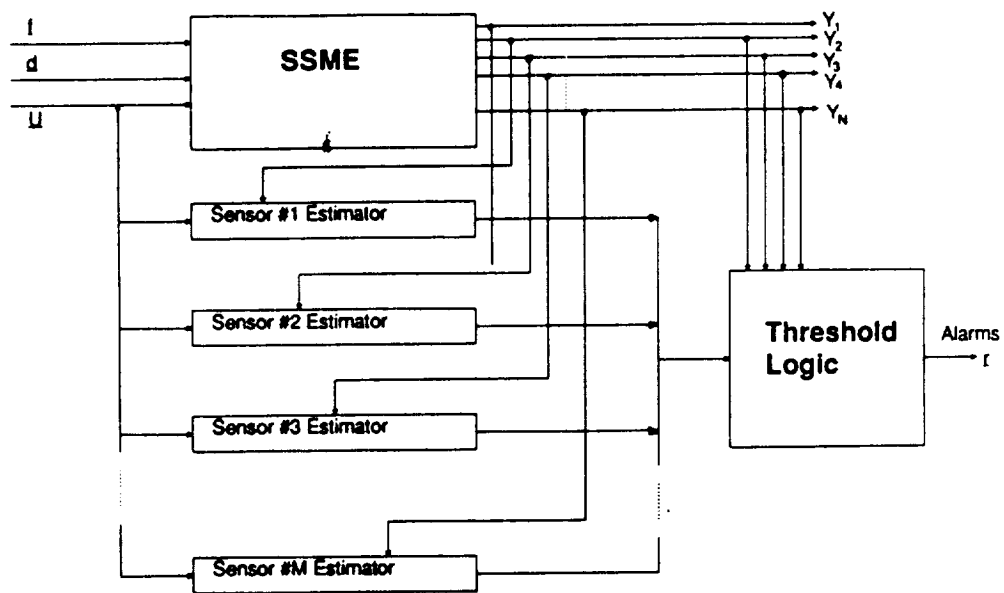 f
d
U
SSME
Y1
Y2
Y3
Y4
YN
Sensor #1 Estimator
Sensor #2 Estimator
Sensor #3 Estimator
Sensor #M Estimator
Threshold
Logic
Alarms
r